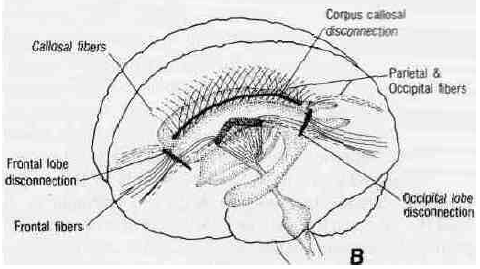 Corpus callosal
disconnection
Callosal fibers
Parietal &
Occipital fibers
Frontal lobe
disconnection
Occipital lobe
disconnection
Frontal fibers
B